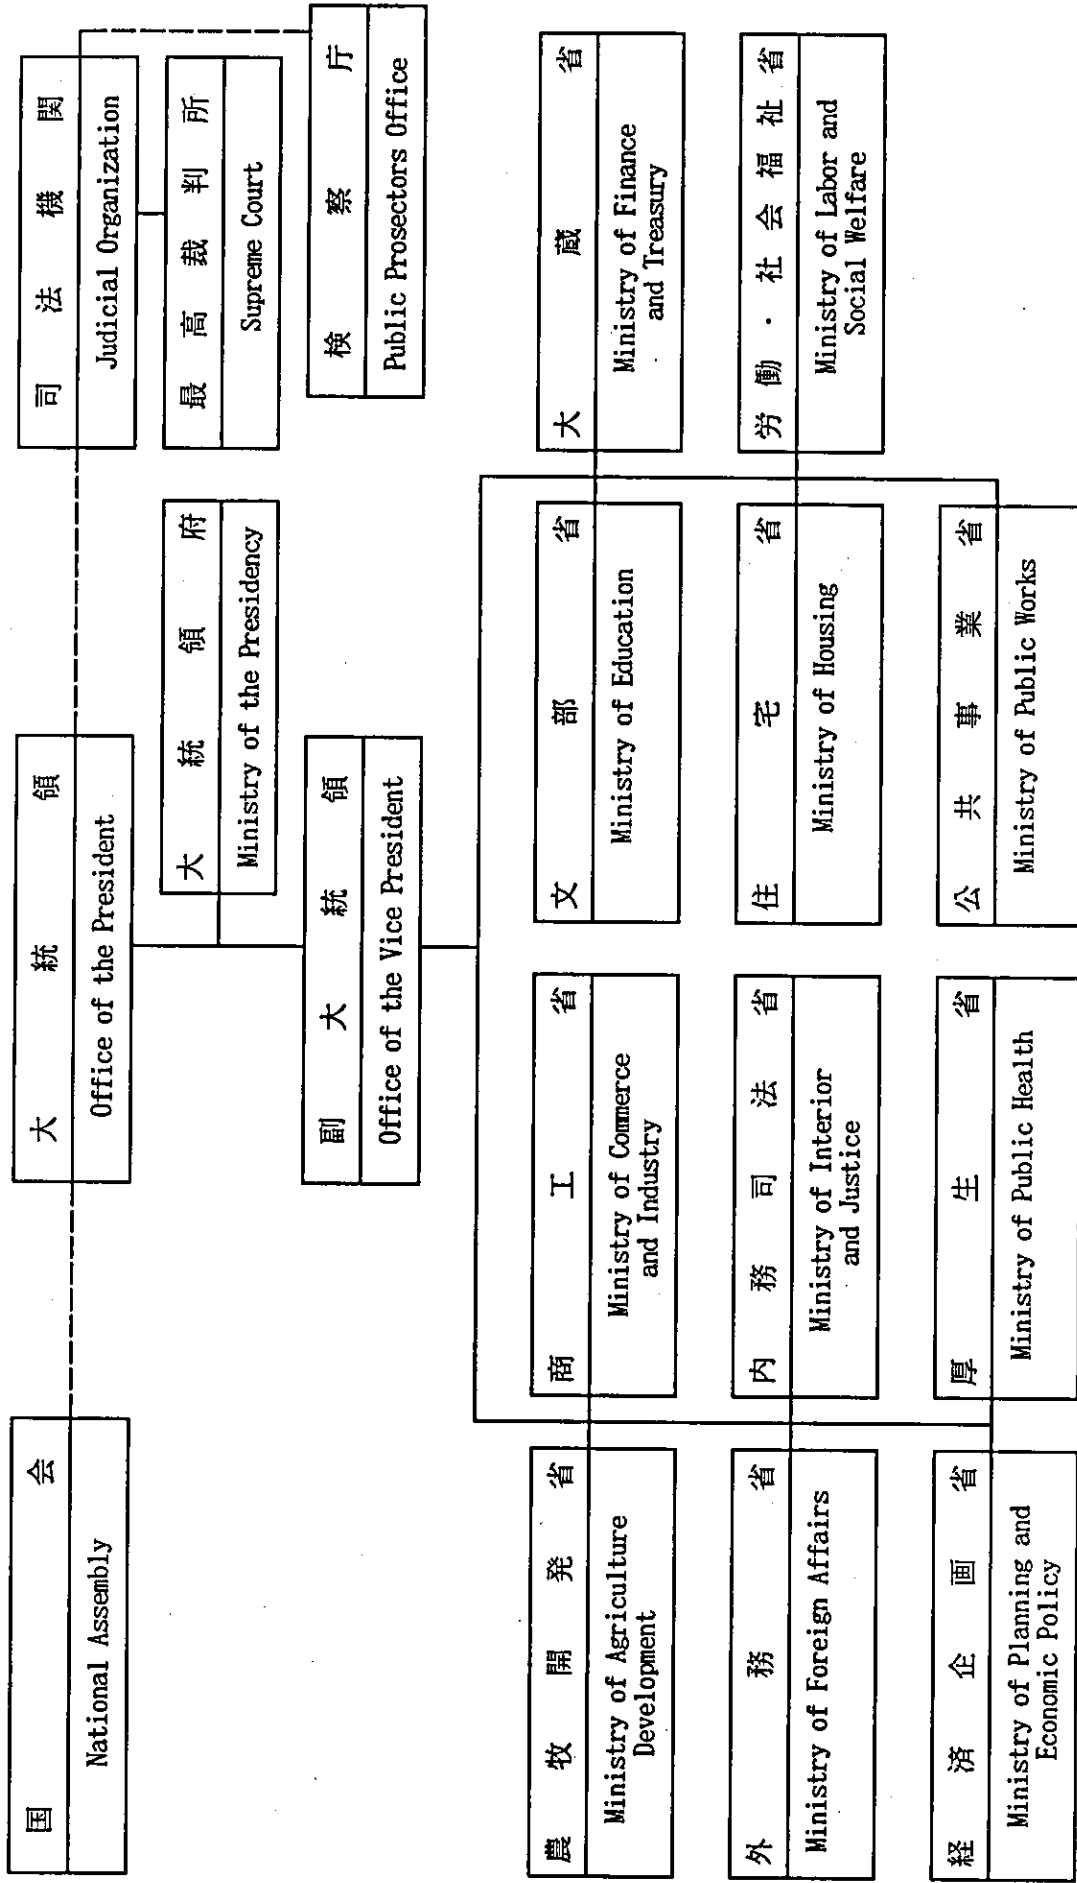 国会
National Assembly
大統領
Office of the President
司法機関
Judicial Organization
最高裁判所
Supreme Court
検察庁
Public Prosectors Office
大統領府
Ministry of the Presidency
副大統領
Office of the Vice President
農牧開発省
Ministry of Agriculture
Development
商工省
Ministry of Commerce
and Industry
文部省
Ministry of Education
大蔵省
Ministry of Finance
and Treasury
外務省
Ministry of Foreign Affairs
内務司法省
Ministry of Interior
and Justice
住宅省
Ministry of Housing
労働・社会福祉省
Ministry of Labor and
Social Welfare
経済企画省
Ministry of Planning and
Economic Policy
厚生省
Ministry of Public Health
公共事業省
Ministry of Public Works